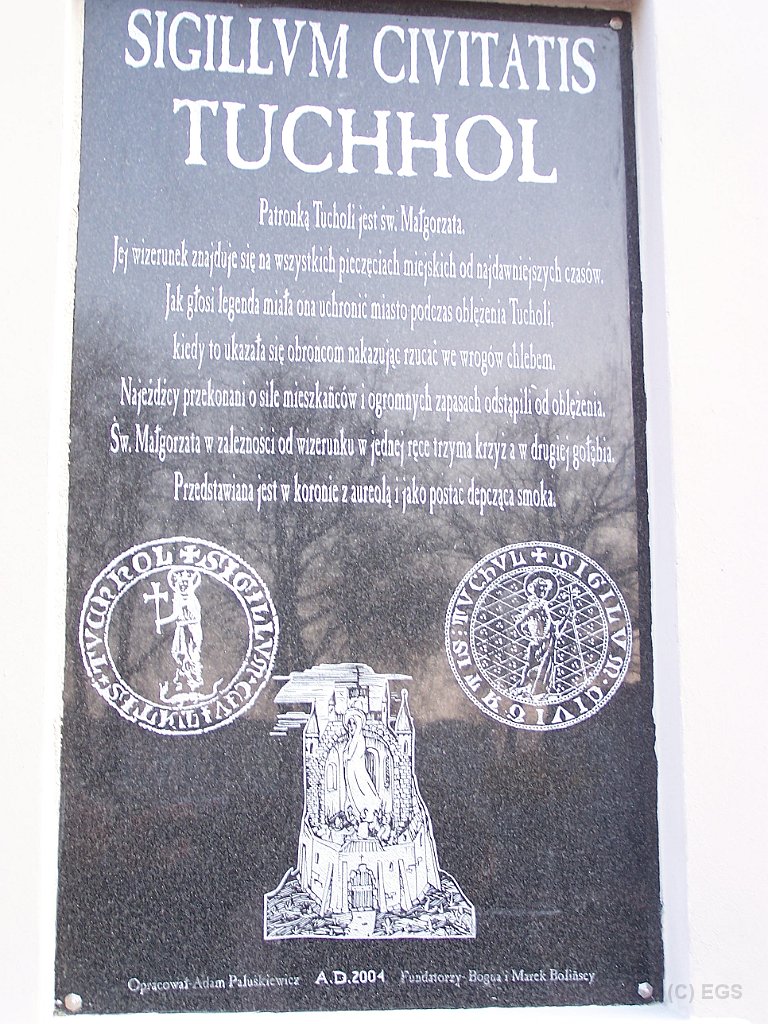 SIGILLVM CIVITATIS
TUCHHOL
Patronką Tucholi jest św. Małgorzata.
Jej wizerunek znajduje się na wszystkich pieczęciach miejskich od najdawniejszych czasów.
Jak głosi legenda miała ona uchronić miasto podczas oblężenia Tucholi,
kiedy to ukazała się obrońcom nakazując rzucać we wrogów chlebem.
Najeźdźcy przekonani o sile mieszkańców i ogromnych zapasach odstąpili od oblężenia.
Św. Małgorzata w zależności od wizerunku w jednej ręce trzyma krzyż a w drugiej gołębia.
Przedstawiana jest w koronie z aureolą i jako postać depcząca smoka.
Opracował-Adam Pałuśkiewicz A.D.2004 Fundatorzy-Bogna i Marek Bolińscy
(C) EGS